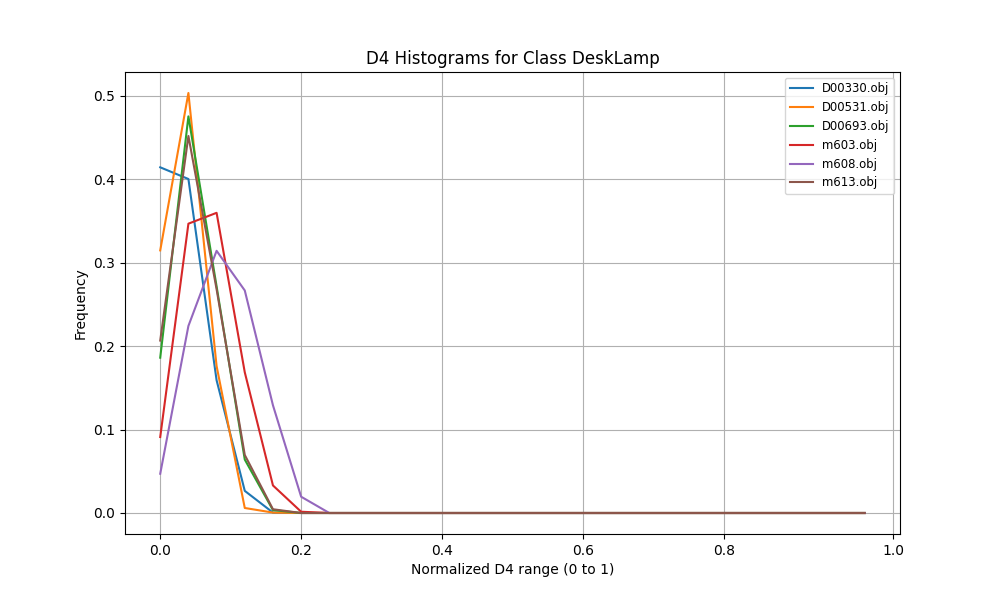 D4 Histograms for Class DeskLamp
D00330.obj
D00531.obj
D00693.obj
m603.obj
m608.obj
m613.obj
Frequency
0.5
0.4
0.3
0.2
0.1
0.0
0.0 0.2 0.4 0.6 0.8 1.0
Normalized D4 range (0 to 1)